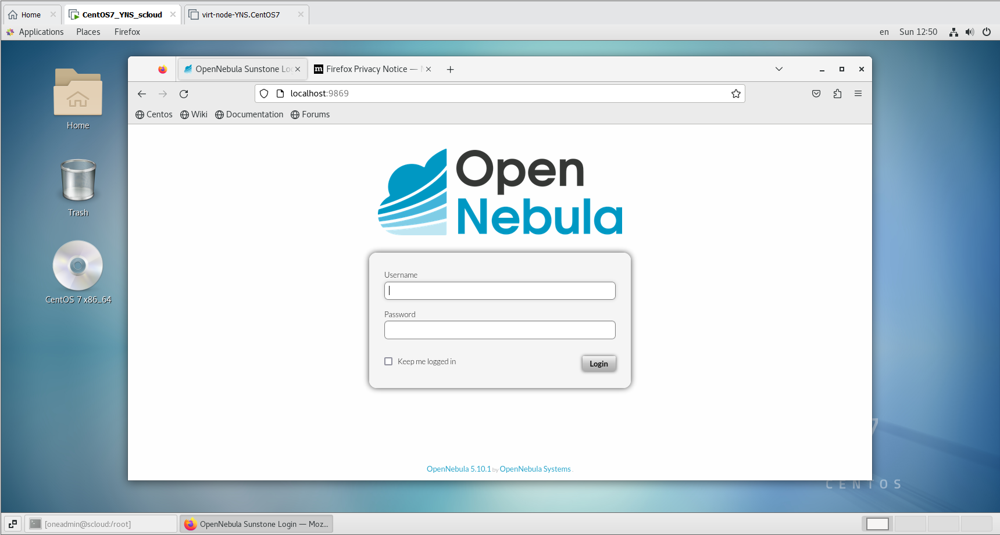 Home
CentOS7_YNS_scloud
virt-node-YNS.CentOS7
Applications Places Firefox
en Sun 12:50
OpenNebula Sunstone Lo
Firefox Privacy Notice —
localhost:9869
Centos Wiki Documentation Forums
Home
Trash
CentOS 7 x86_64
Open
Nebula
Username
Password
Keep me logged in
Login
OpenNebula 5.10.1 by OpenNebula Systems .
7
CENTOS
[oneadmin@scloud:/root]
OpenNebula Sunstone Login — Moz...